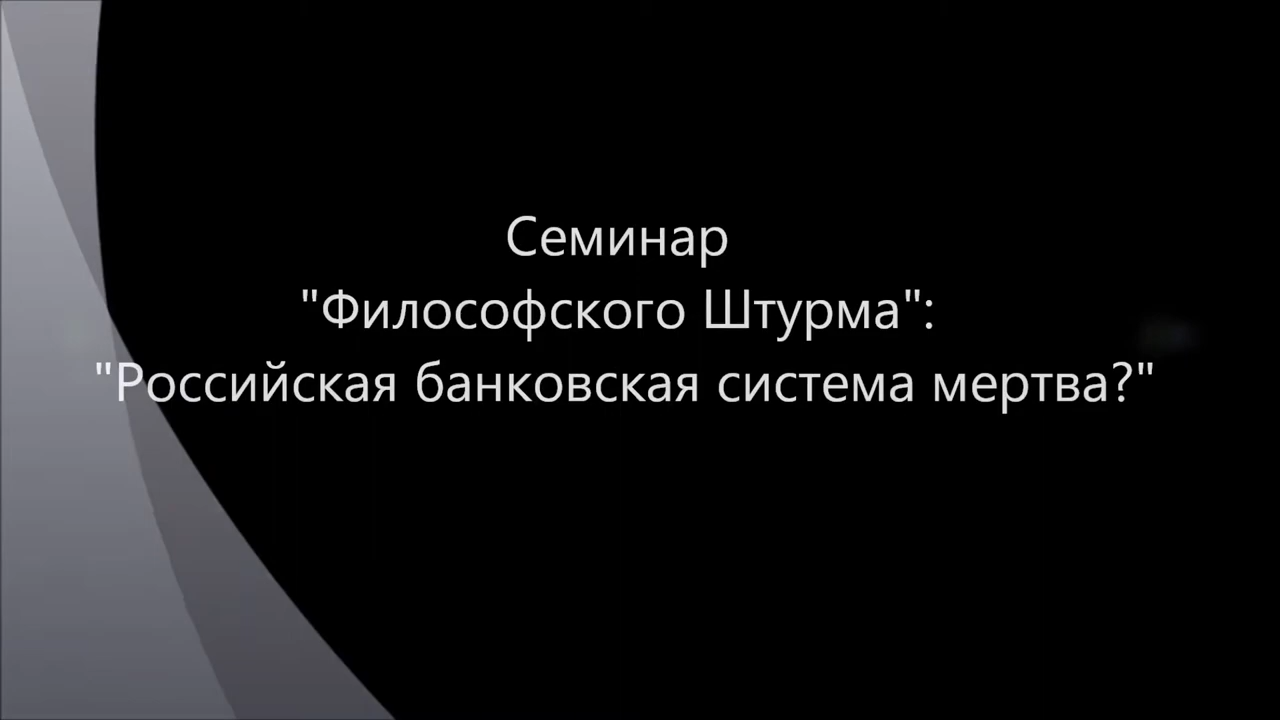 Семинар
"Философского Штурма":
"Российская банковская система мертва?"